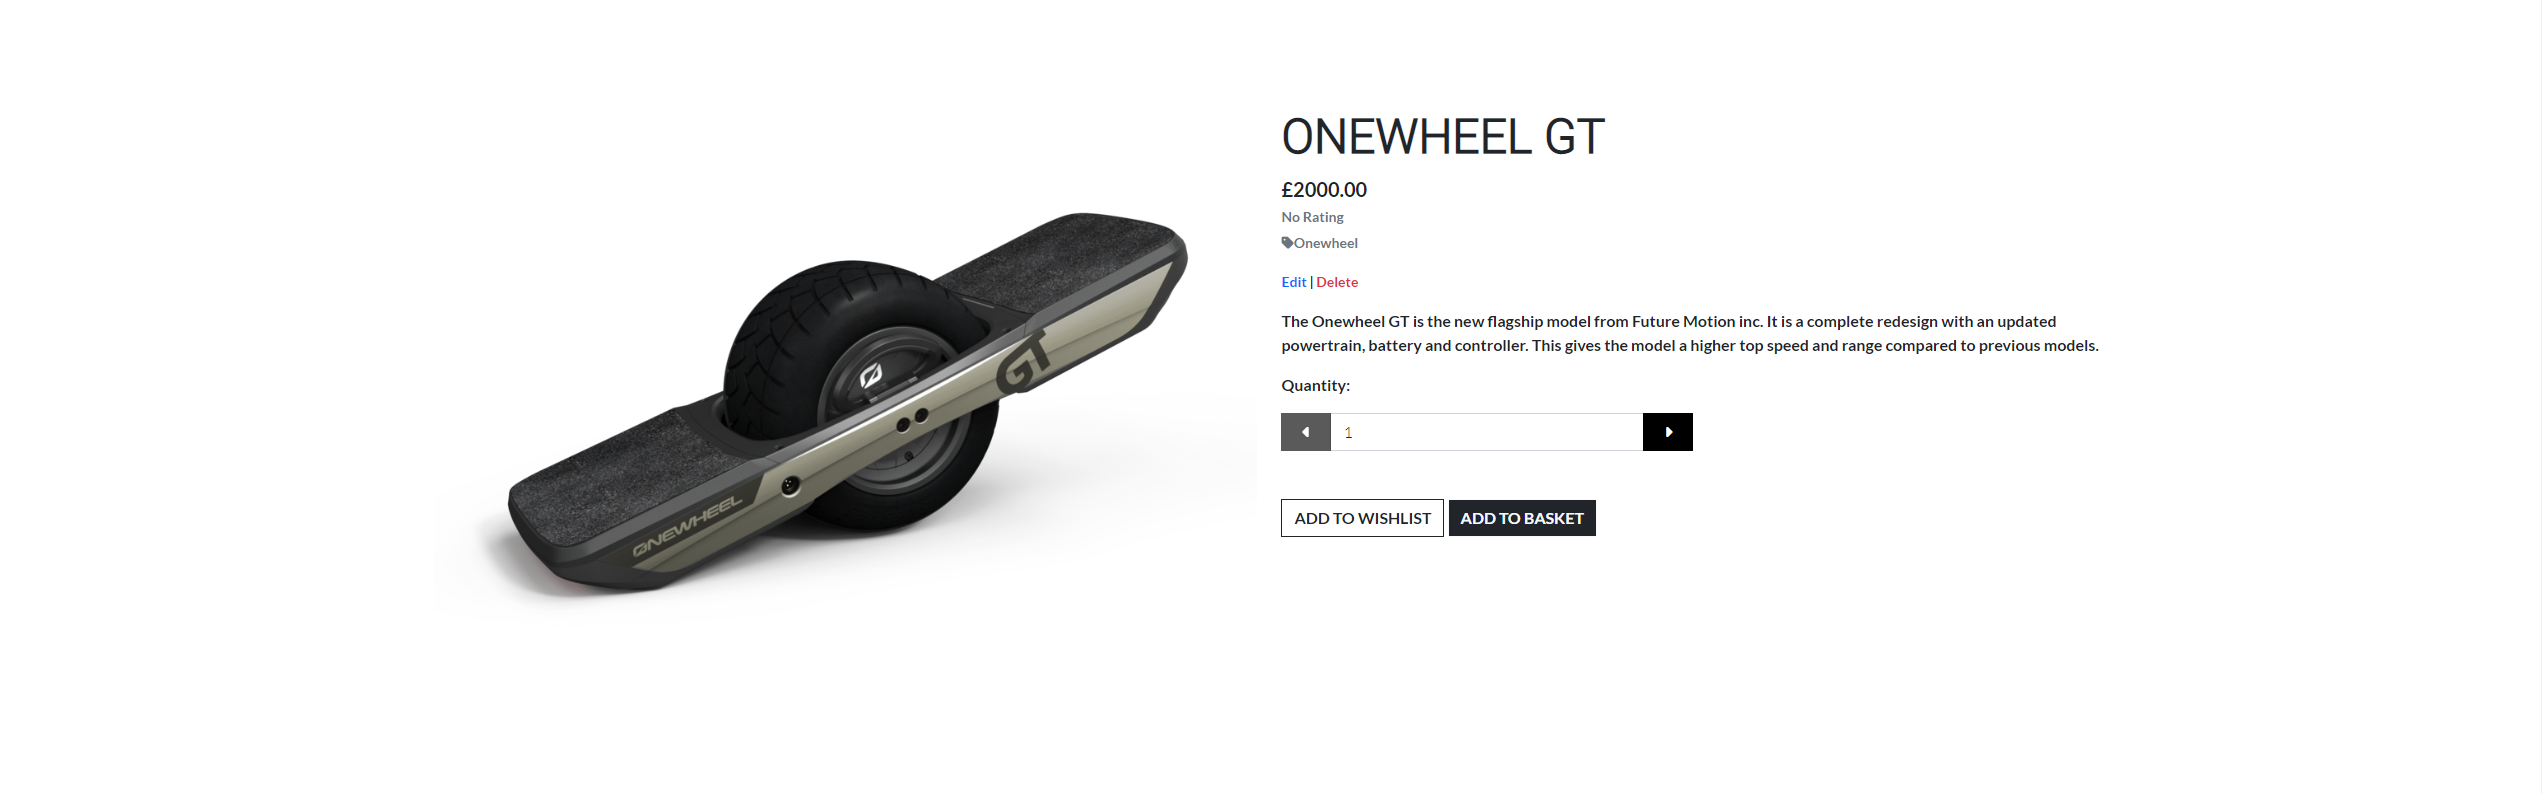 ONEWHEEL GT
£2000.00
No Rating
Onewheel
Edit | Delete
The Onewheel GT is the new flagship model from Future Motion inc. It is a complete redesign with an updated
powertrain, battery and controller. This gives the model a higher top speed and range compared to previous models.
Quantity:
1
ADD TO WISHLIST ADD TO BASKET
GT
ONEWHEEL